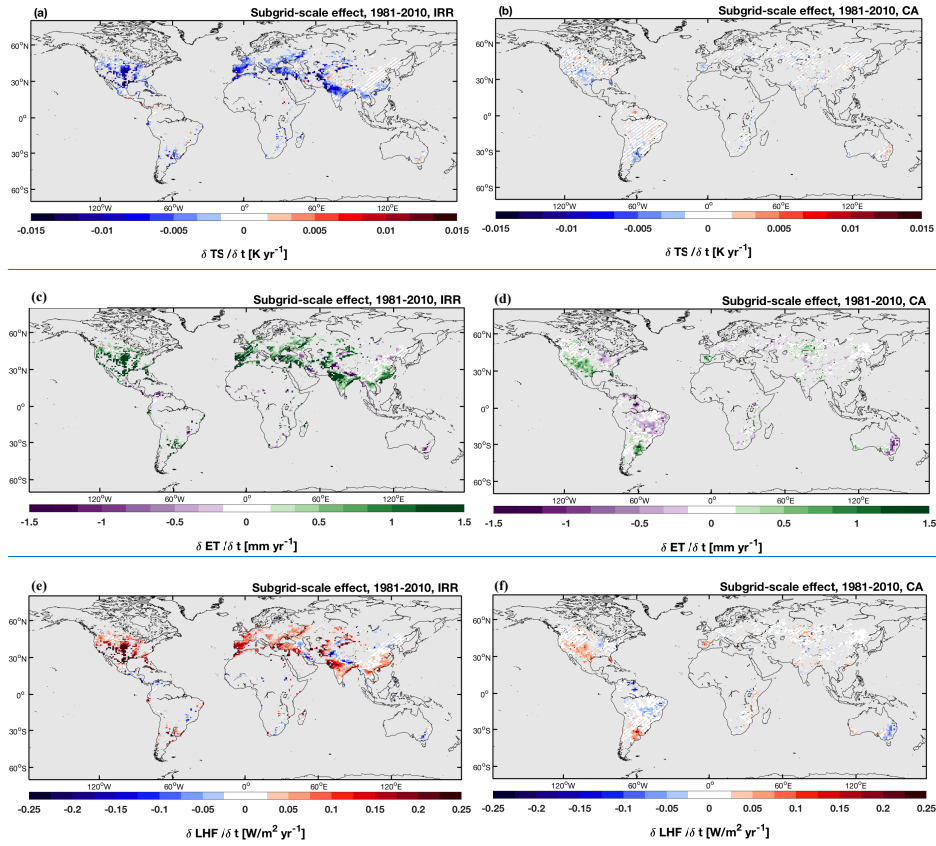 (a) Subgrid-scale effect, 1981-2010, IRR
60°N
30°N
0°
30°S
60°S
120°W 60°W 0° 60°E 120°E
-0.015 -0.01 -0.005 0 0.005 0.01 0.015
δ TS/δ t [K yr⁻¹]
(b) Subgrid-scale effect, 1981-2010, CA
60°N
30°N
0°
30°S
60°S
120°W 60°W 0° 60°E 120°E
-0.015 -0.01 -0.005 0 0.005 0.01 0.015
δ TS/δ t [K yr⁻¹]
(c) Subgrid-scale effect, 1981-2010, IRR
60°N
30°N
0°
30°S
60°S
120°W 60°W 0° 60°E 120°E
-1.5 -1 -0.5 0 0.5 1 1.5
δ ET/δ t [mm yr⁻¹]
(d) Subgrid-scale effect, 1981-2010, CA
60°N
30°N
0°
30°S
60°S
120°W 60°W 0° 60°E 120°E
-1.5 -1 -0.5 0 0.5 1 1.5
δ ET/δ t [mm yr⁻¹]
(e) Subgrid-scale effect, 1981-2010, IRR
60°N
30°N
0°
30°S
60°S
120°W 60°W 0° 60°E 120°E
-0.25 -0.2 -0.15 -0.1 -0.05 0 0.05 0.1 0.15 0.2 0.25
δ LHF/δ t [W/m² yr⁻¹]
(f) Subgrid-scale effect, 1981-2010, CA
60°N
30°N
0°
30°S
60°S
120°W 60°W 0° 60°E 120°E
-0.25 -0.2 -0.15 -0.1 -0.05 0 0.05 0.1 0.15 0.2 0.25
δ LHF/δ t [W/m² yr⁻¹]